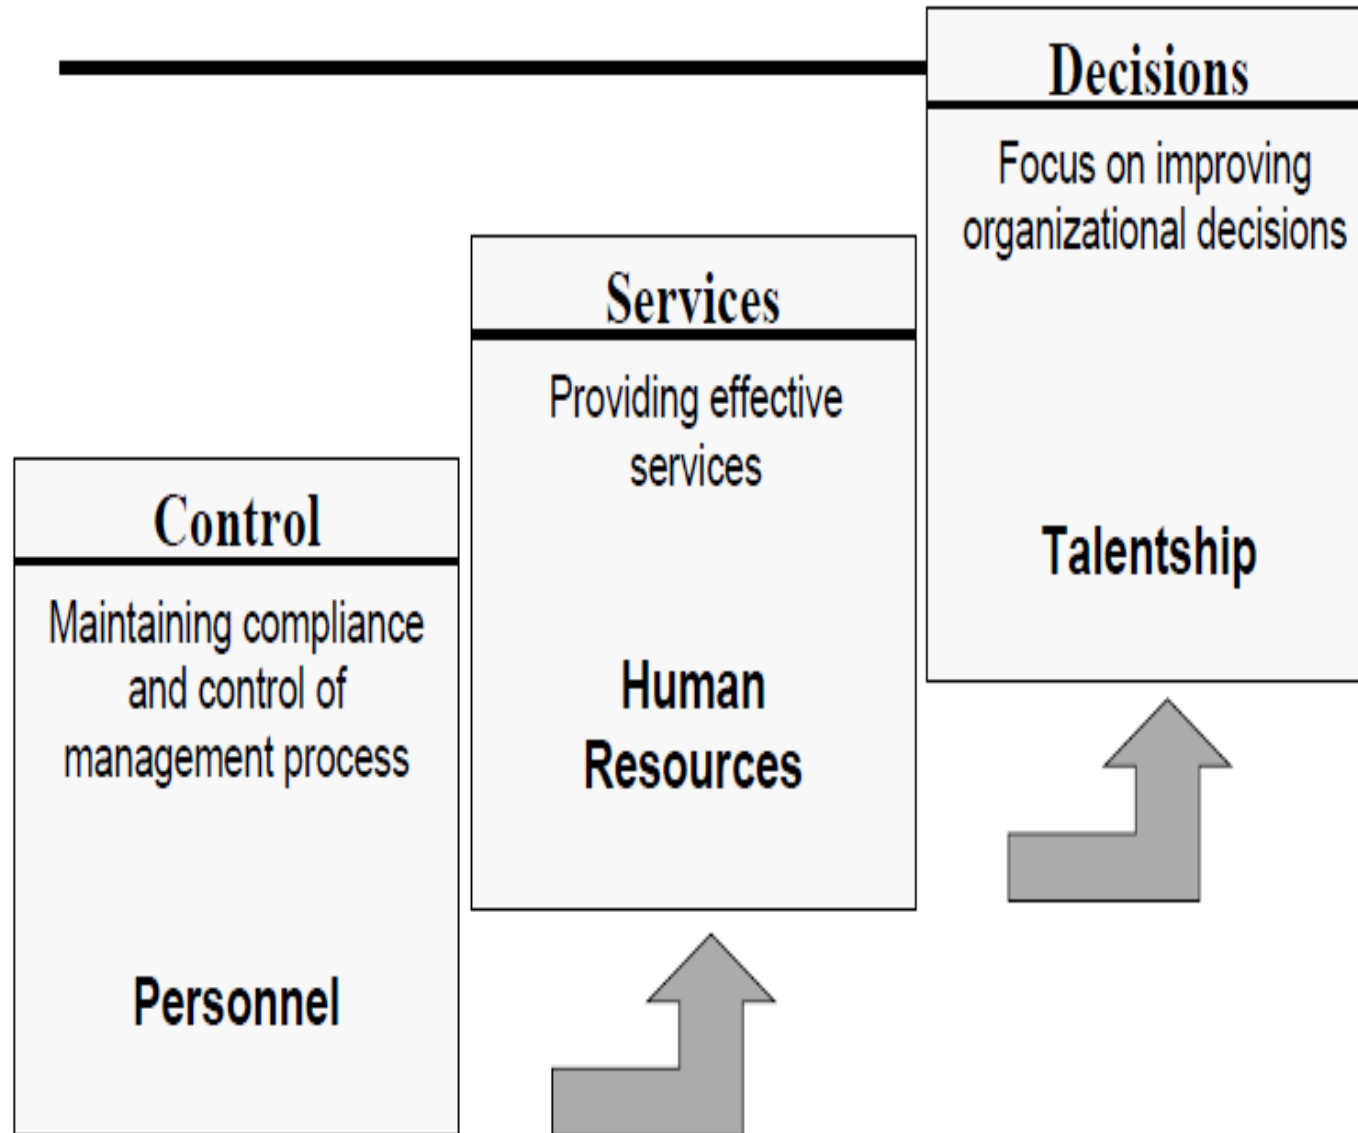 Control
Maintaining compliance
and control of
management process
Personnel
Services
Providing effective
services
Human
Resources
Decisions
Focus on improving
organizational decisions
Talentship